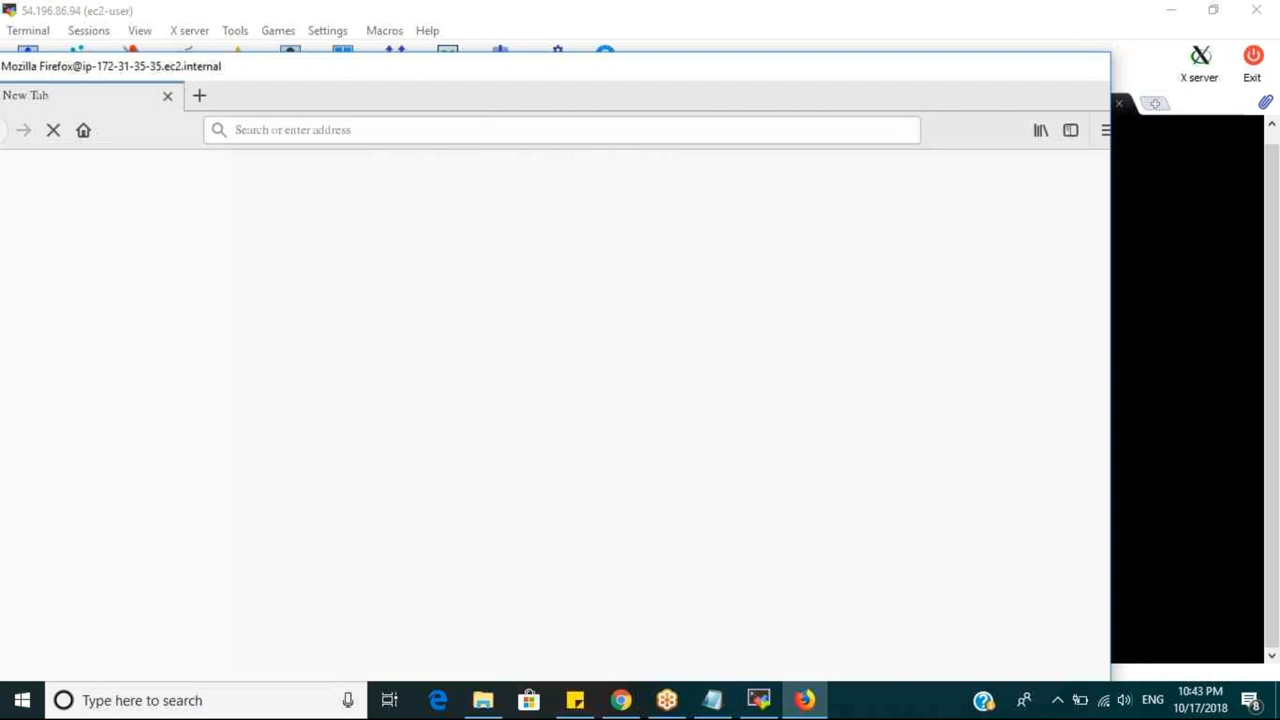 54.196.86.94 (ec2-user)
Terminal Sessions View X server Tools Games Settings Macros Help
Mozilla Firefox@ip-172-31-35-35.ec2.internal
X server Exit
New Tab
Search or enter address
Type here to search
ENG
10:43 PM
10/17/2018
8